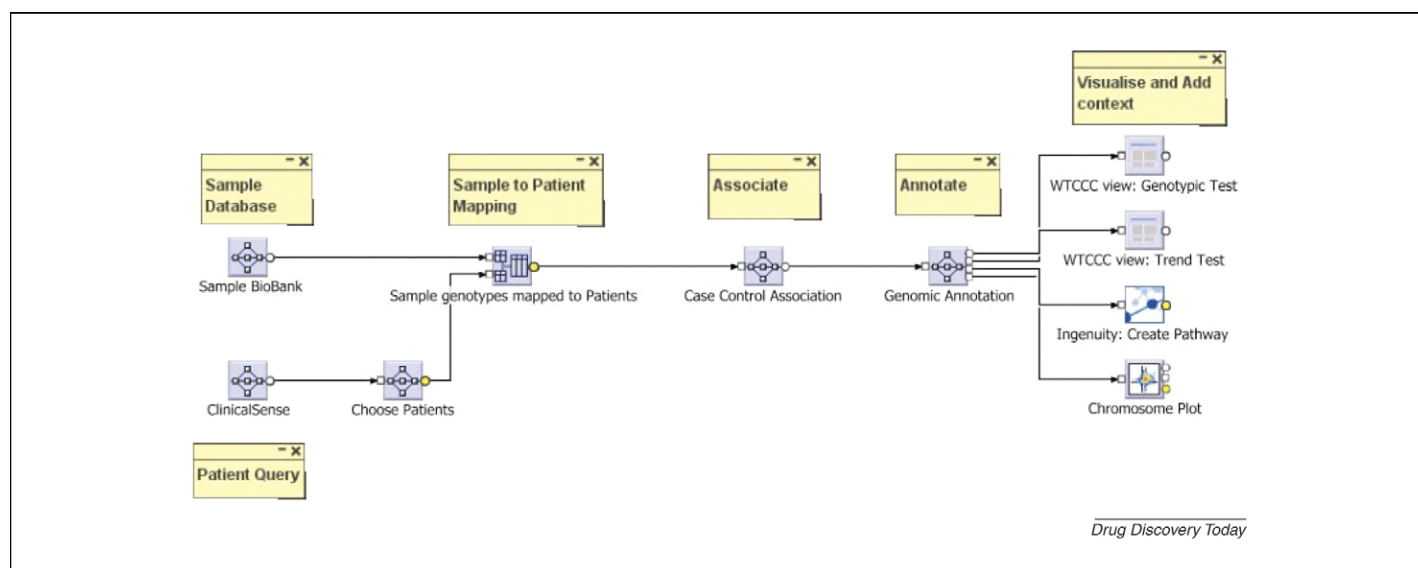 Visualise and Add
context
WTCCC view: Genotypic Test
Sample
Database
Sample to Patient
Mapping
Associate
Annotate
WTCCC view: Trend Test
Sample BioBank
Sample genotypes mapped to Patients
Case Control Association
Genomic Annotation
Ingenuity: Create Pathway
ClinicalSense
Choose Patients
Chromosome Plot
Patient Query
Drug Discovery Today